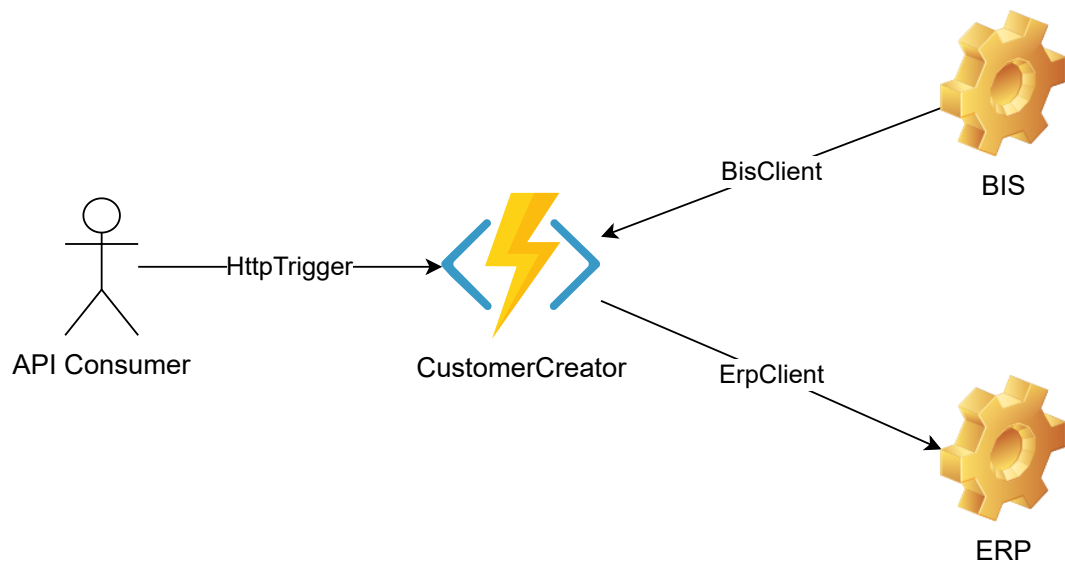 BisClient
BIS
HttpTrigger
API Consumer
CustomerCreator
ErpClient
ERP